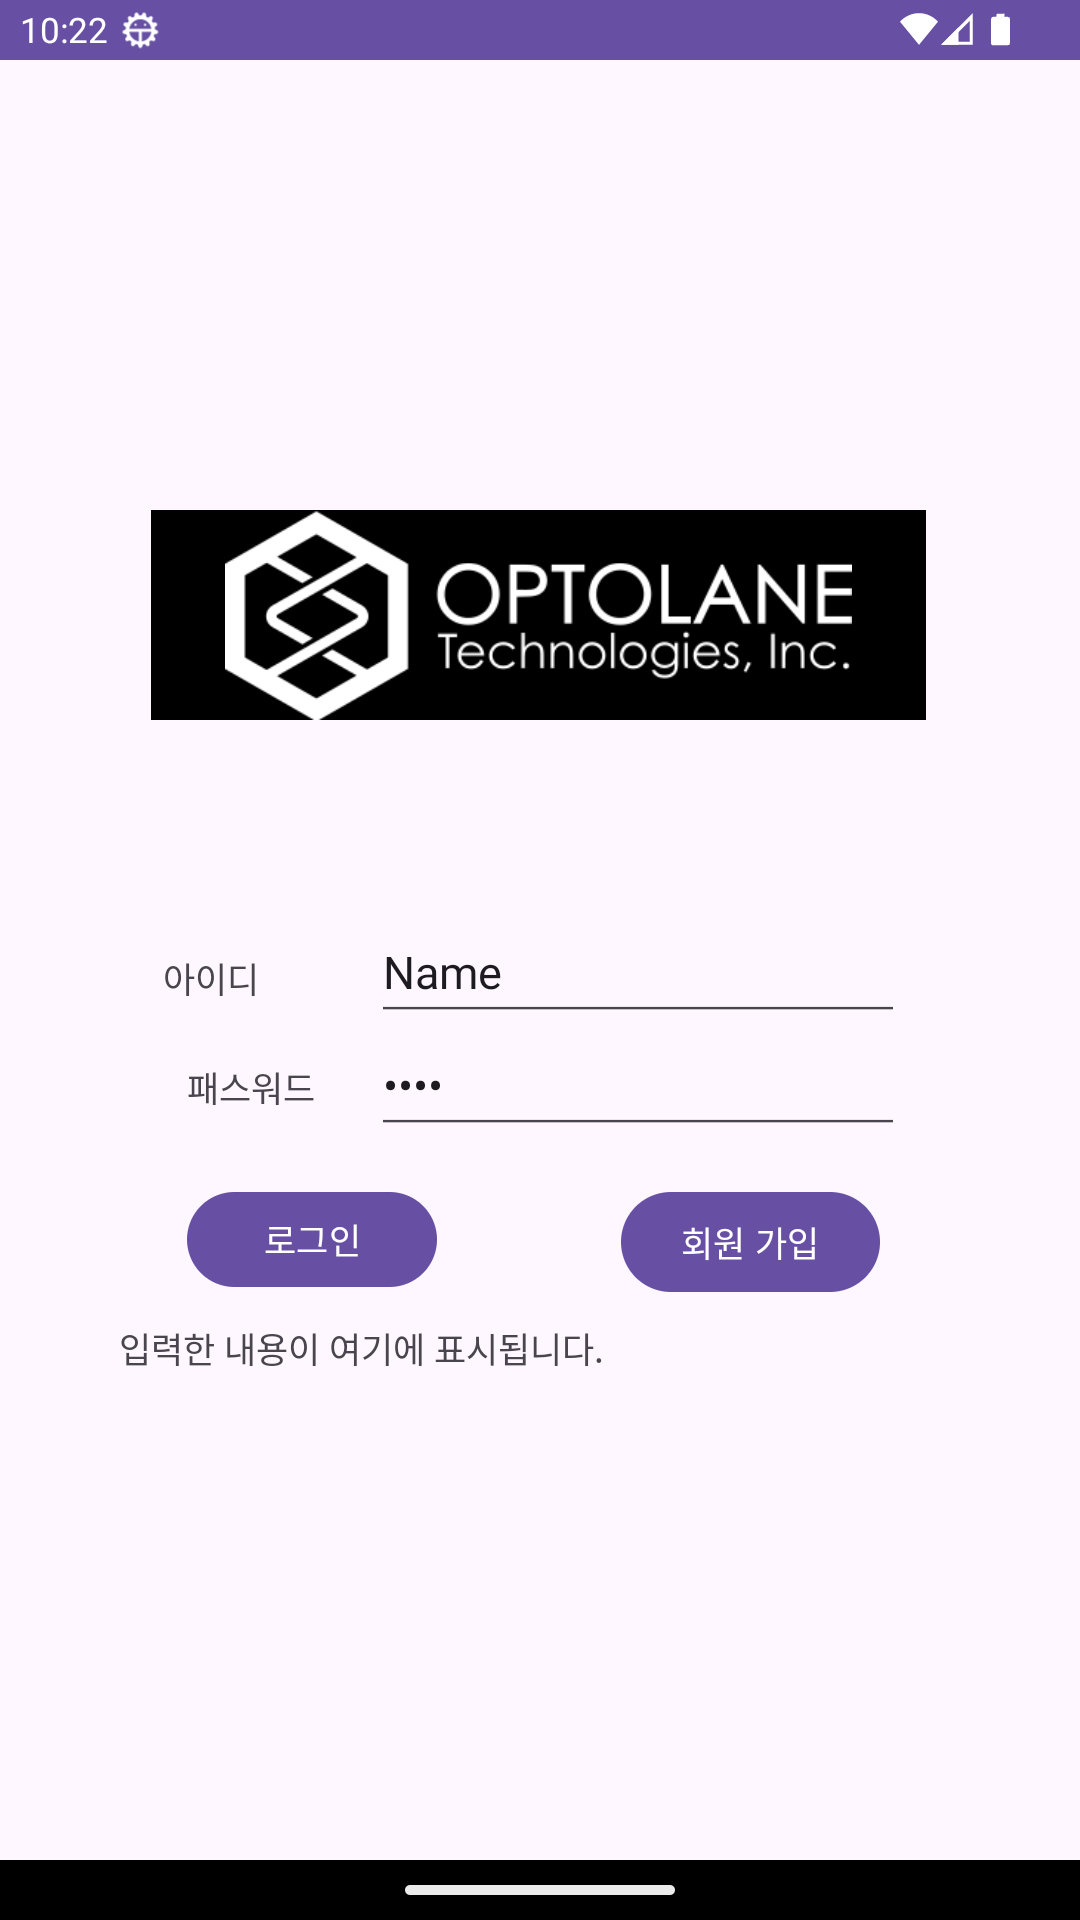 10:22
OPTOLANE
Technologies, Inc.
아이디
Name
패스워드
••••
로그인
회원 가입
입력한 내용이 여기에 표시됩니다.